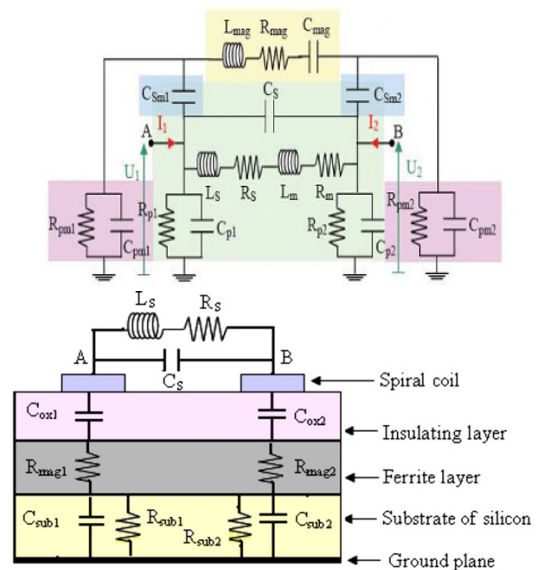 Lmag Rmag Cmag
CSm1 CS CSm2
A I1 I2 B
U1 U2
LS RS Lm Rm
Rpm1 Cpm1 Rp1 Cp1 Rp2 Cp2 Rpm2 Cpm2
LS RS
A B
CS
Spiral coil
Cox1 Cox2
Insulating layer
Rmag1 Rmag2
Ferrite layer
Csub1 Rsub1 Rsub2 Csub2
Substrate of silicon
Ground plane